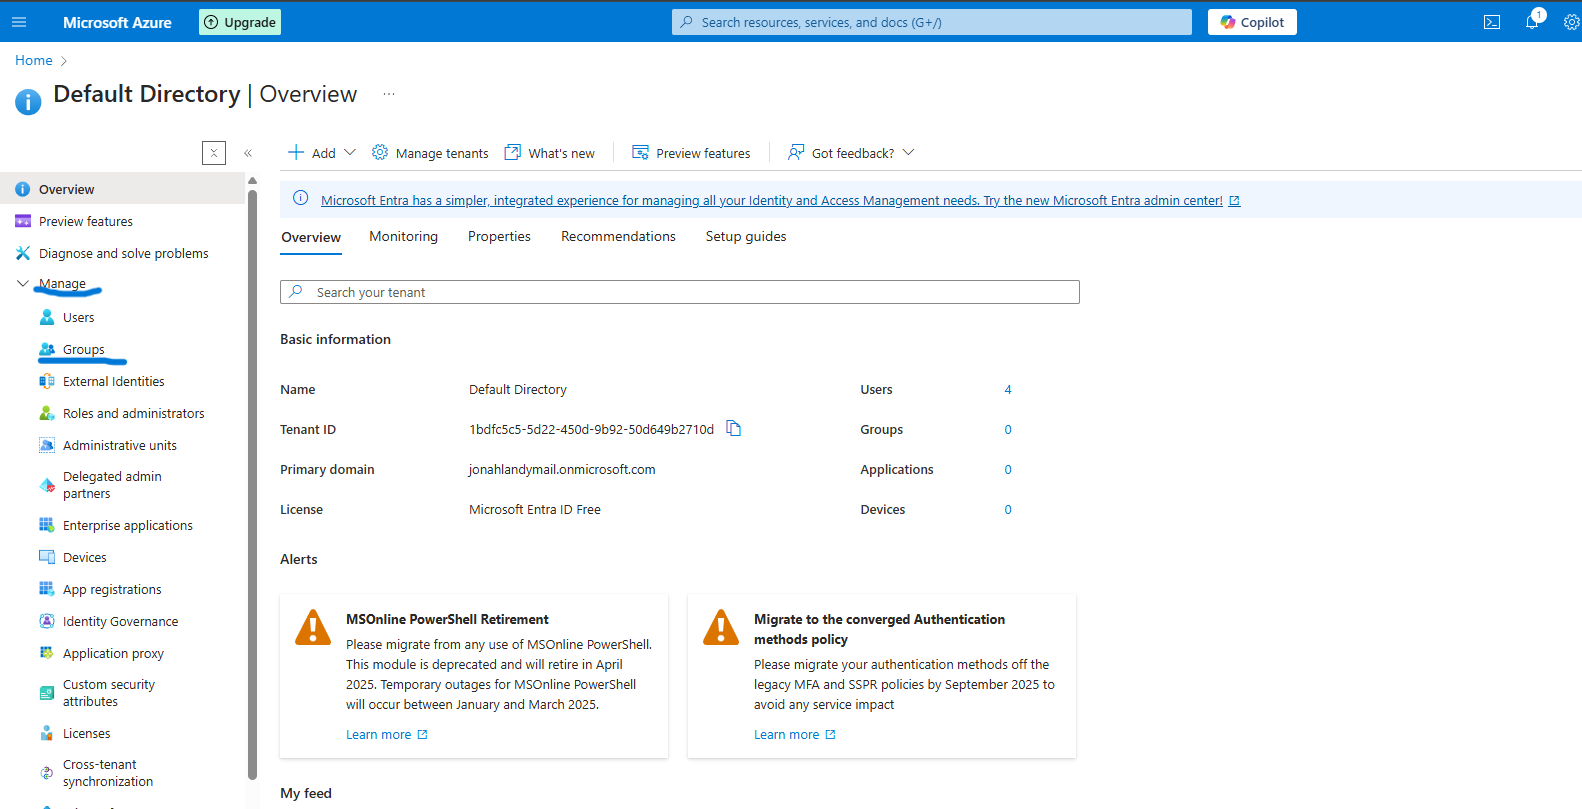 Microsoft Azure
Upgrade
Search resources, services, and docs (G+/)
Copilot
1
Home
Default Directory | Overview
Add
Manage tenants
What's new
Preview features
Got feedback?
Overview
Preview features
Diagnose and solve problems
Manage
Users
Groups
External Identities
Roles and administrators
Administrative units
Delegated admin
partners
Enterprise applications
Devices
App registrations
Identity Governance
Application proxy
Custom security
attributes
Licenses
Cross-tenant
synchronization
Microsoft Entra has a simpler, integrated experience for managing all your Identity and Access Management needs. Try the new Microsoft Entra admin center!
Overview
Monitoring
Properties
Recommendations
Setup guides
Search your tenant
Basic information
Name
Default Directory
Users
4
Tenant ID
1bdfc5c5-5d22-450d-9b92-50d649b2710d
Groups
0
Primary domain
jonahlandymail.onmicrosoft.com
Applications
0
License
Microsoft Entra ID Free
Devices
0
Alerts
MSOnline PowerShell Retirement
Please migrate from any use of MSOnline PowerShell.
This module is deprecated and will retire in April
2025. Temporary outages for MSOnline PowerShell
will occur between January and March 2025.
Learn more
Migrate to the converged Authentication
methods policy
Please migrate your authentication methods off the
legacy MFA and SSPR policies by September 2025 to
avoid any service impact
Learn more
My feed